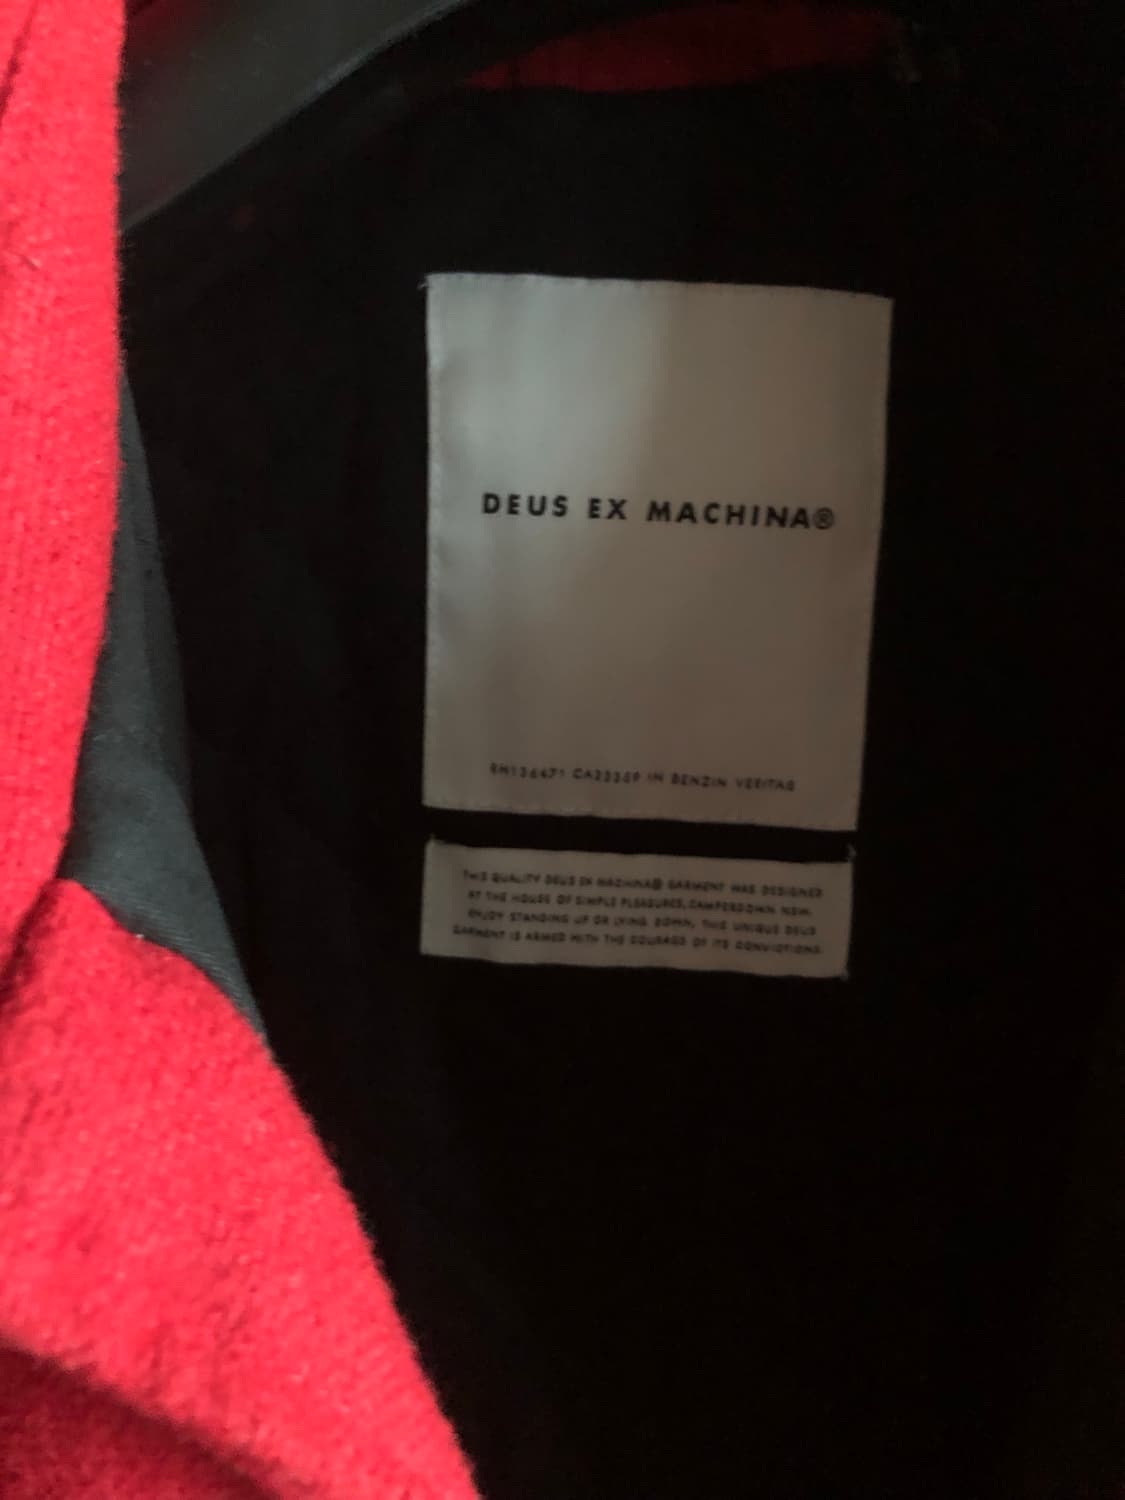 DEUS EX MACHINA®
RN136471 CA33369 IN BENZIN VERITAS
THIS QUALITY DEUS EX MACHINA® GARMENT WAS DESIGNED
AT THE HOUSE OF SIMPLE PLEASURES, CAMPERDOWN NSW.
ENJOY STANDING UP OR LYING DOWN, THIS UNIQUE DEUS
GARMENT IS ARMED WITH THE COURAGE OF ITS CONVICTIONS.